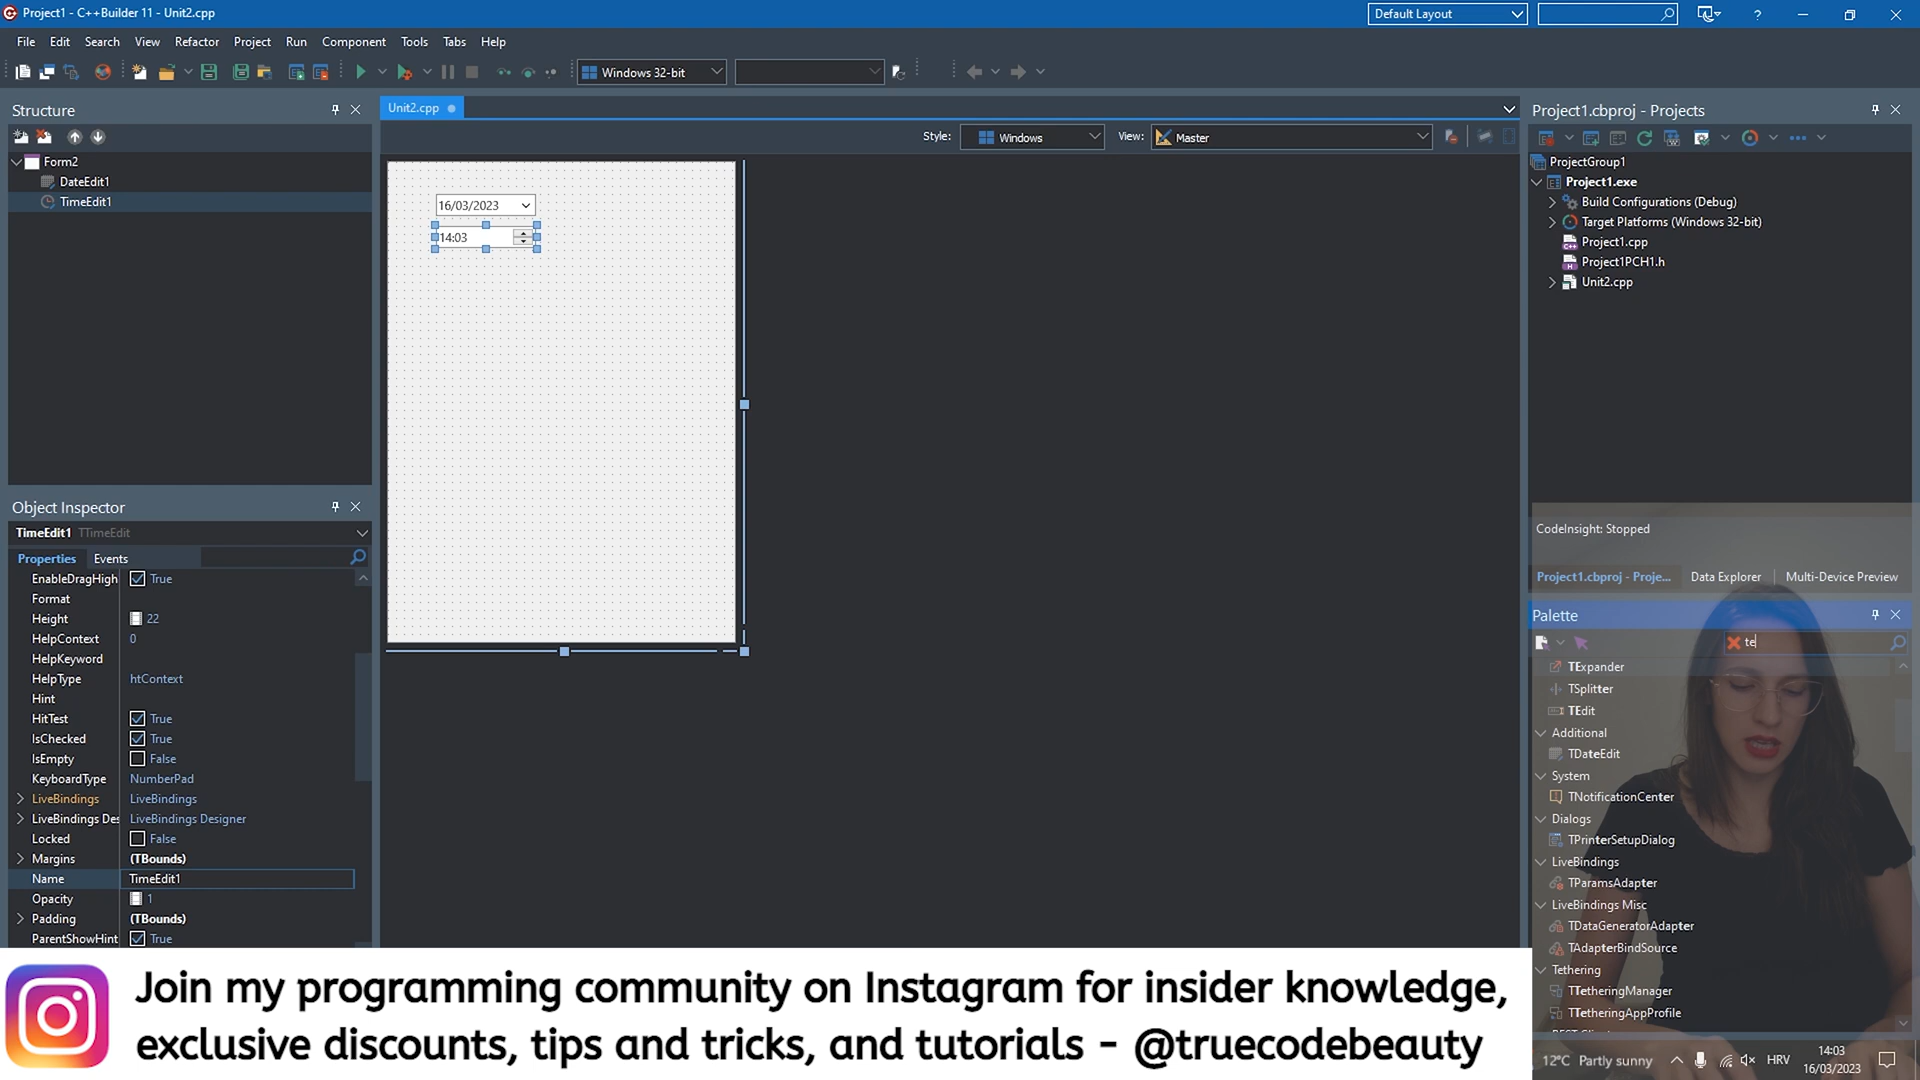 Project1 - C++Builder 11 - Unit2.cpp
Default Layout
?
File Edit Search View Refactor Project Run Component Tools Tabs Help
Windows 32-bit
Structure
Form2
DateEdit1
TimeEdit1
Unit2.cpp
Style: Windows View: Master
16/03/2023
14:03
Project1.cbproj - Projects
ProjectGroup1
Project1.exe
Build Configurations (Debug)
Target Platforms (Windows 32-bit)
Project1.cpp
Project1PCH1.h
Unit2.cpp
CodeInsight: Stopped
Project1.cbproj - Proje... Data Explorer Multi-Device Preview
Object Inspector
TimeEdit1 TTimeEdit
Properties Events
EnableDragHigh True
Format
Height 22
HelpContext 0
HelpKeyword
HelpType htContext
Hint
HitTest True
IsChecked True
IsEmpty False
KeyboardType NumberPad
LiveBindings LiveBindings
LiveBindings Des LiveBindings Designer
Locked False
Margins (TBounds)
Name TimeEdit1
Opacity 1
Padding (TBounds)
ParentShowHint True
Palette
te
TExpander
TSplitter
TEdit
Additional
TDateEdit
System
TNotificationCenter
Dialogs
TPrinterSetupDialog
LiveBindings
TParamsAdapter
LiveBindings Misc
TDataGeneratorAdapter
TAdapterBindSource
Tethering
TTetheringManager
TTetheringAppProfile
Join my programming community on Instagram for insider knowledge,
exclusive discounts, tips and tricks, and tutorials - @truecodebeauty
12°C Partly sunny HRV 14:03
16/03/2023